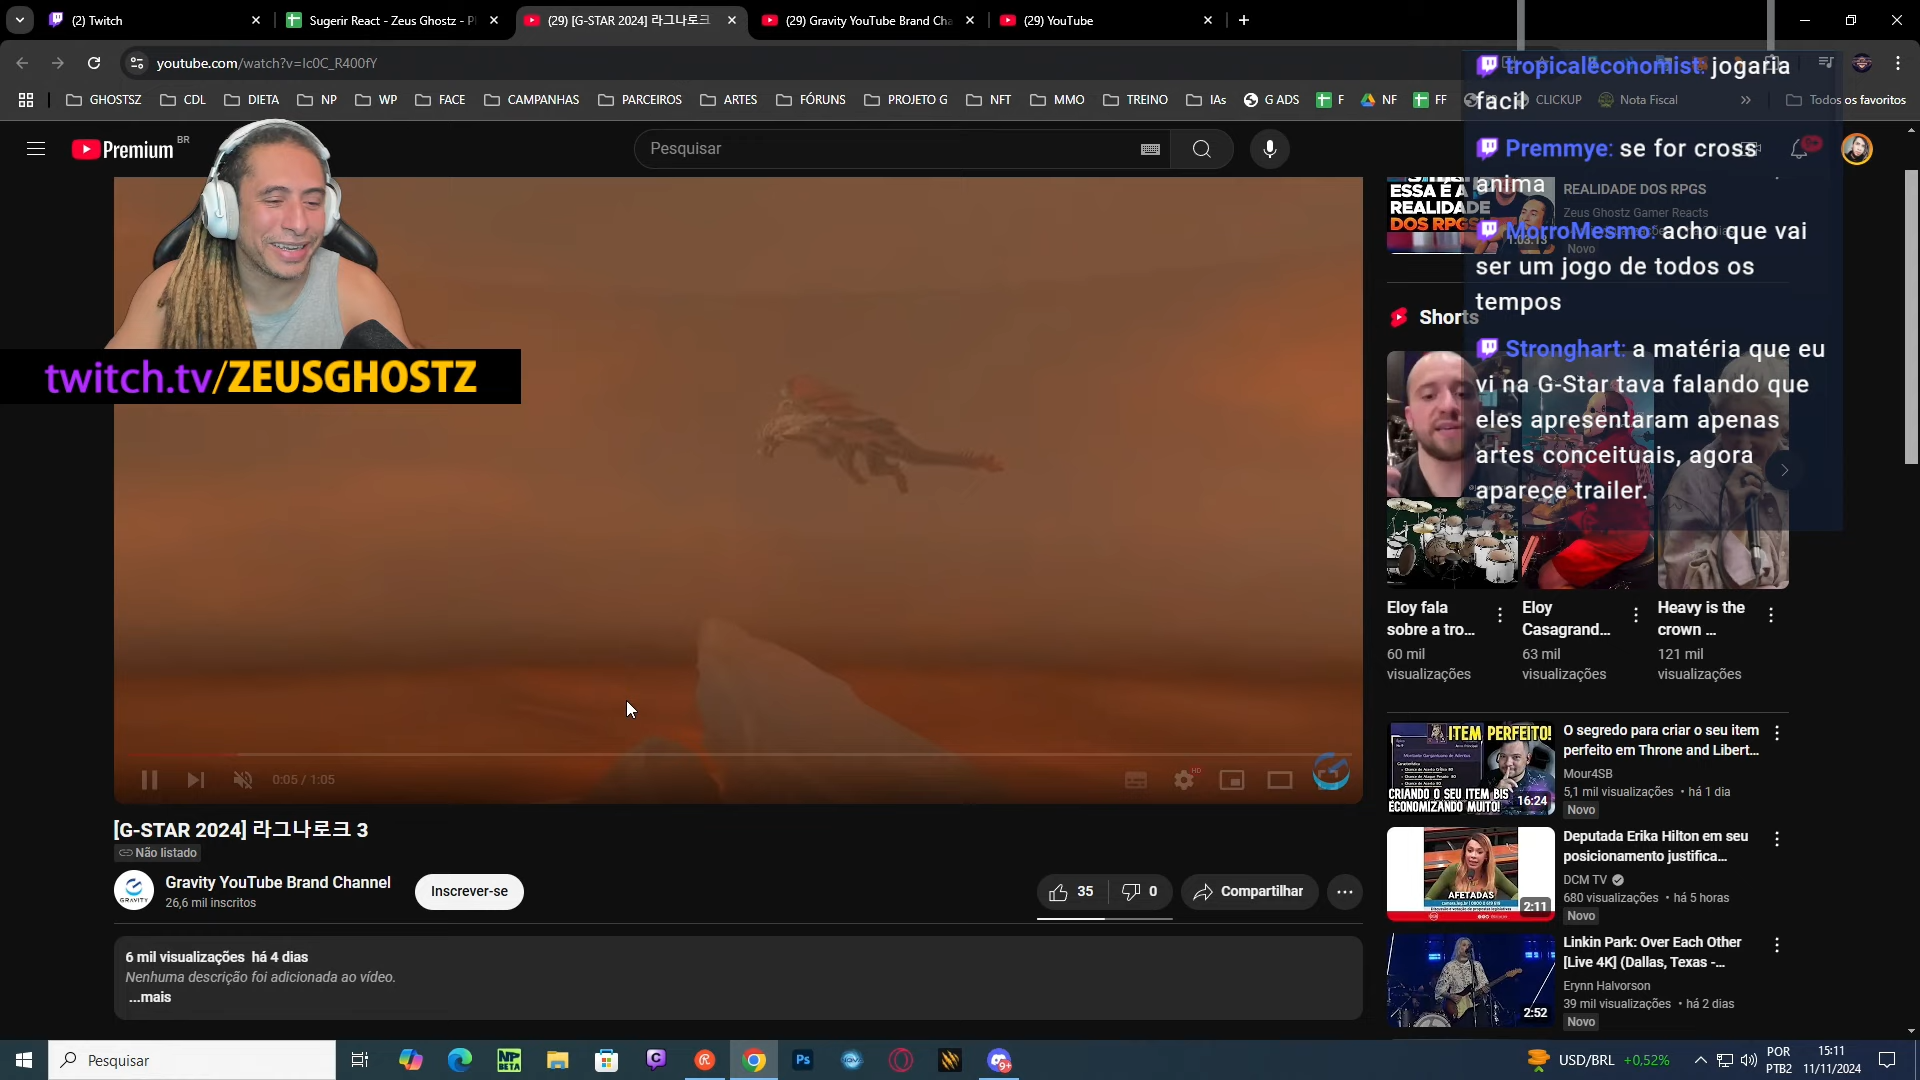 (2) Twitch
Sugerir React - Zeus Ghostz - Pl
(29) [G-STAR 2024] 라그나로크
(29) Gravity YouTube Brand Cha
(29) YouTube
youtube.com/watch?v=Ic0C_R400fY
GHOSTSZ
CDL
DIETA
NP
WP
FACE
CAMPANHAS
PARCEIROS
ARTES
FÓRUNS
PROJETO G
NFT
MMO
TREINO
IAs
G ADS
F
NF
FF
CLICKUP
Nota Fiscal
Todos os favoritos
Premium BR
Pesquisar
twitch.tv/ZEUSGHOSTZ
tropicaleconomist: jogaria
facil
Premmye: se for cross
anima
MorroMesmo: acho que vai
ser um jogo de todos os
tempos
Stronghart: a matéria que eu
vi na G-Star tava falando que
eles apresentaram apenas
artes conceituais, agora
aparece trailer.
ESSA É A
REALIDADE
DOS RPGS
1:03:13
REALIDADE DOS RPGS
Zeus Ghostz Gamer Reacts
Novo
Shorts
Eloy fala
sobre a tro...
60 mil
visualizações
Eloy
Casagrand...
63 mil
visualizações
Heavy is the
crown ...
121 mil
visualizações
0:05 / 1:05
HD
[G-STAR 2024] 라그나로크 3
Não listado
GRAVITY
Gravity YouTube Brand Channel
26,6 mil inscritos
Inscrever-se
35
0
Compartilhar
6 mil visualizações há 4 dias
Nenhuma descrição foi adicionada ao vídeo.
...mais
ITEM PERFEITO!
CRIANDO O SEU ITEM BIS
ECONOMIZANDO MUITO!
16:24
O segredo para criar o seu item
perfeito em Throne and Libert...
Mour4SB
5,1 mil visualizações • há 1 dia
Novo
AFETADAS
2:11
Deputada Erika Hilton em seu
posicionamento justifica...
DCM TV
680 visualizações • há 5 horas
Novo
2:52
Linkin Park: Over Each Other
[Live 4K] (Dallas, Texas -...
Erynn Halvorson
39 mil visualizações • há 2 dias
Novo
Pesquisar
NP
BETA
Ps
9+
USD/BRL +0,52%
POR
PTB2
15:11
11/11/2024